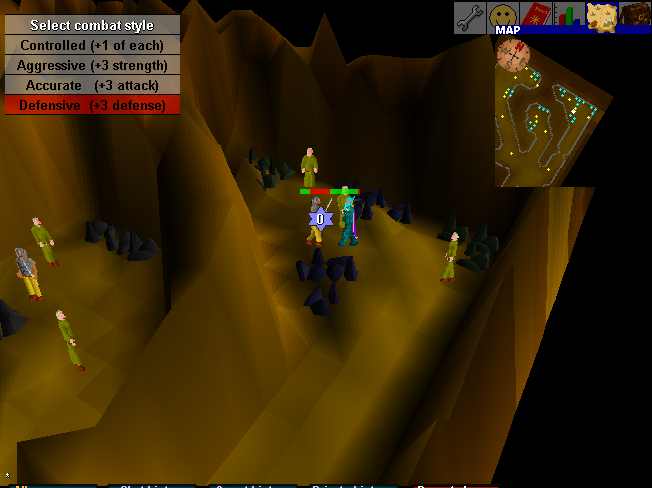 Select combat style
Controlled (+1 of each)
Aggressive (+3 strength)
Accurate (+3 attack)
Defensive (+3 defense)
MAP
0
*